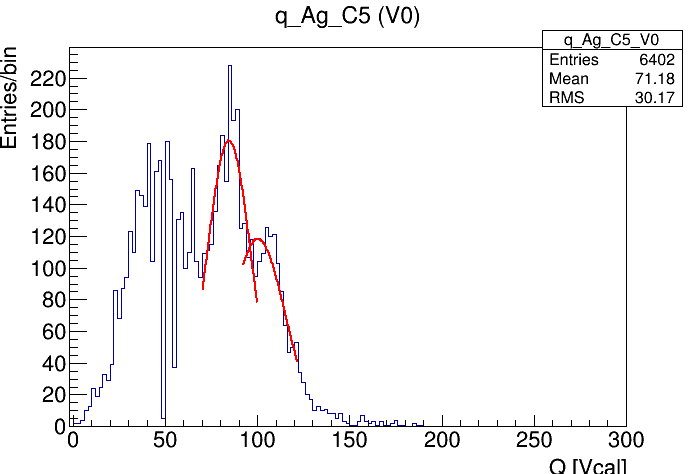 q_Ag_C5 (V0)
q_Ag_C5_V0
Entries 6402
Mean 71.18
RMS 30.17
Entries/bin
220
200
180
160
140
120
100
80
60
40
20
0
0 50 100 150 200 250 300
Q [Vcal]